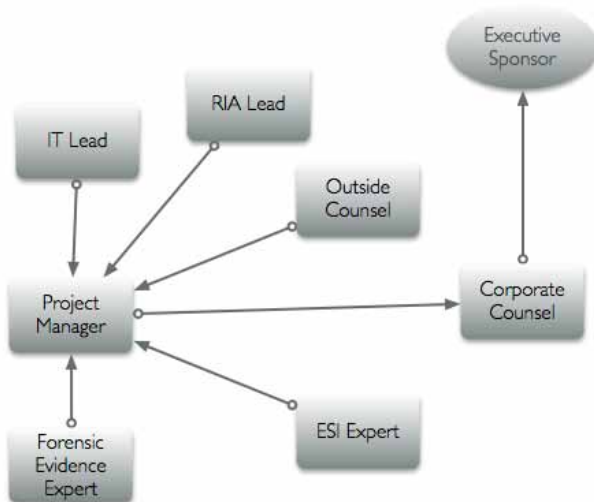 Executive
Sponsor
RIA Lead
IT Lead
Outside
Counsel
Project
Manager
Corporate
Counsel
ESI Expert
Forensic
Evidence
Expert